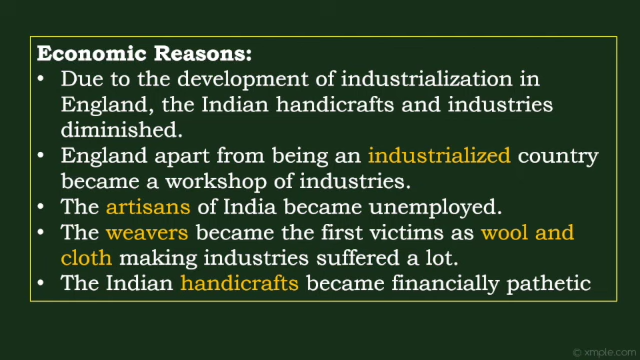 Economic Reasons:
• Due to the development of industrialization in
England, the Indian handicrafts and industries
diminished.
• England apart from being an industrialized country
became a workshop of industries.
• The artisans of India became unemployed.
• The weavers became the first victims as wool and
cloth making industries suffered a lot.
• The Indian handicrafts became financially pathetic
© xmple.com